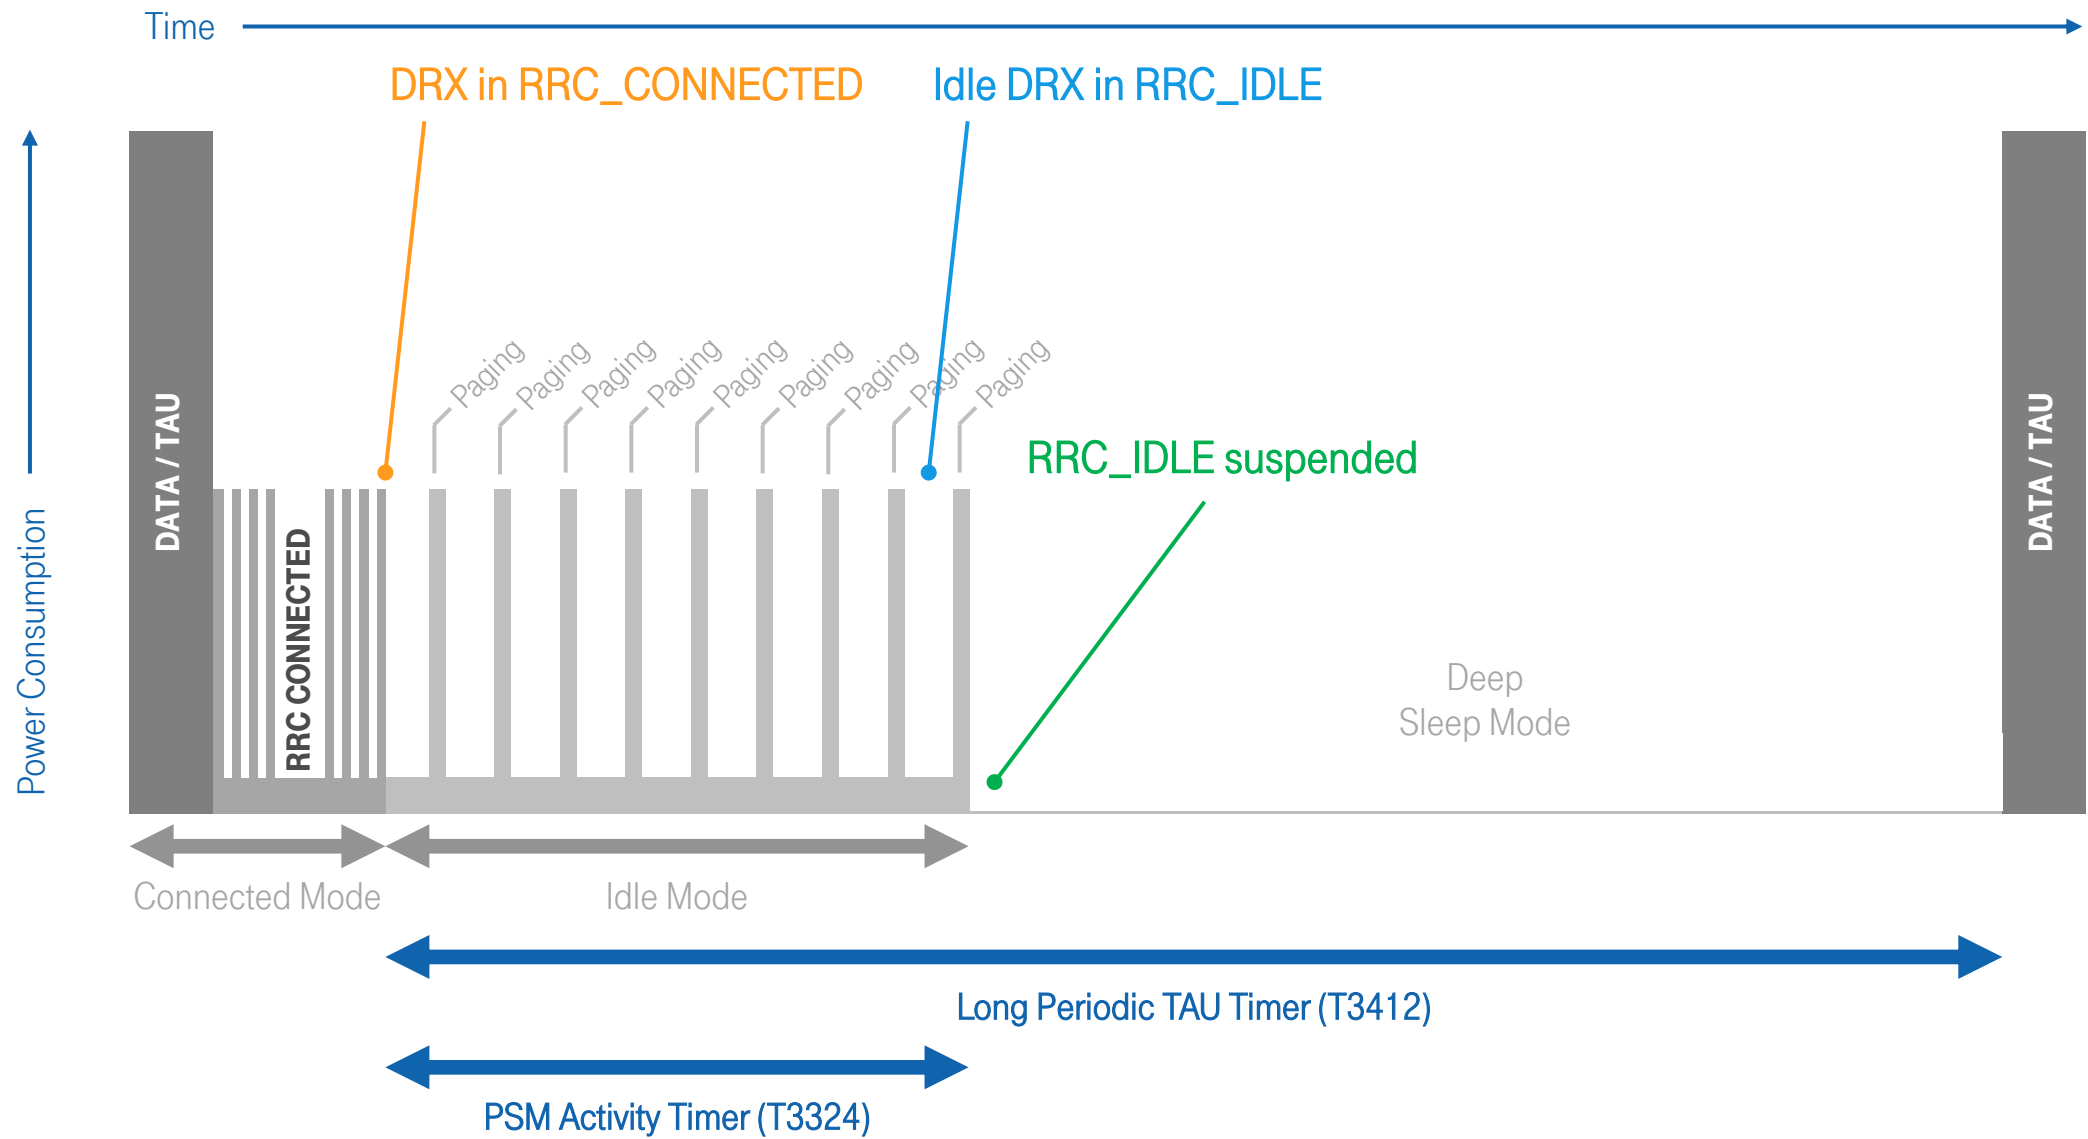 Time
DRX in RRC_CONNECTED
Idle DRX in RRC_IDLE
Power Consumption
DATA / TAU
RRC CONNECTED
Paging
Paging
Paging
Paging
Paging
Paging
Paging
Paging
Paging
RRC_IDLE suspended
Deep
Sleep Mode
DATA / TAU
Connected Mode
Idle Mode
Long Periodic TAU Timer (T3412)
PSM Activity Timer (T3324)